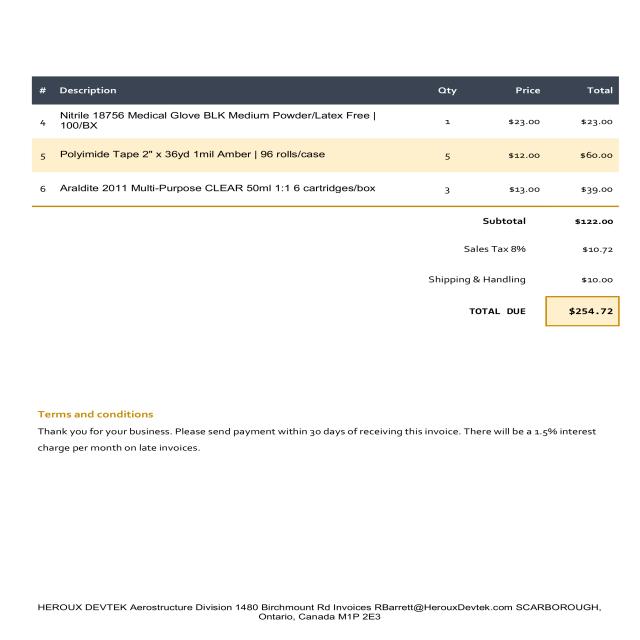 # Description Qty Price Total
4 Nitrile 18756 Medical Glove BLK Medium Powder/Latex Free | 1 $23.00 $23.00
100/BX
5 Polyimide Tape 2" x 36yd 1mil Amber | 96 rolls/case 5 $12.00 $60.00
6 Araldite 2011 Multi-Purpose CLEAR 50ml 1:1 6 cartridges/box 3 $13.00 $39.00
Subtotal $122.00
Sales Tax 8% $10.72
Shipping & Handling $10.00
TOTAL DUE $254.72
Terms and conditions
Thank you for your business. Please send payment within 30 days of receiving this invoice. There will be a 1.5% interest
charge per month on late invoices.
HEROUX DEVTEK Aerostructure Division 1480 Birchmount Rd Invoices RBarrett@HerouxDevtek.com SCARBOROUGH,
Ontario, Canada M1P 2E3